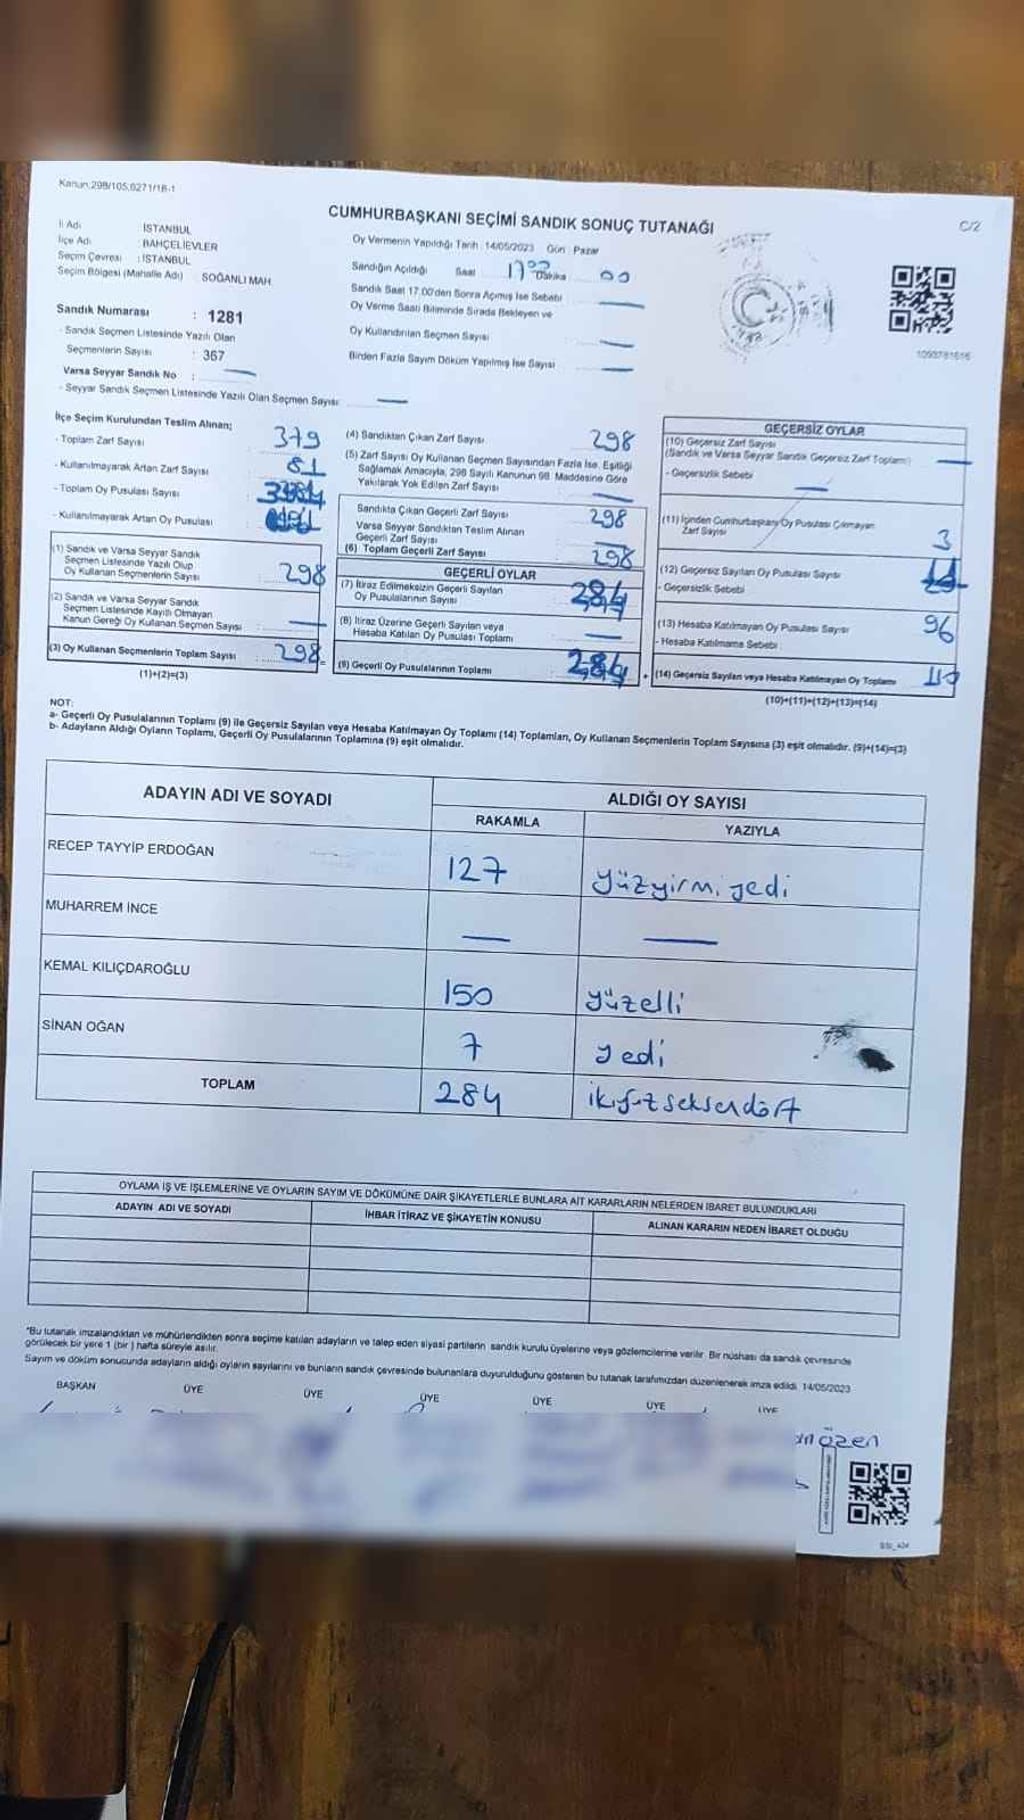 Kanun:298/105,6271/16-1
CUMHURBAŞKANI SEÇİMİ SANDIK SONUÇ TUTANAĞI
C/2
İl Adı İSTANBUL
İlçe Adı : BAHÇELİEVLER
Seçim Çevresi : İSTANBUL
Seçim Bölgesi (Mahalle Adı) SOĞANLI MAH
Oy Vermenin Yapıldığı Tarih : 14/05/2023 Gün : Pazar
Sandığın Açıldığı Saat 17 Dakika 00
Sandık Saat 17:00'den Sonra Açımış İse Sebebi —
Oy Verme Saati Bitiminde Sırada Bekleyen ve
Oy Kullandırılan Seçmen Sayısı —
Birden Fazla Sayım Döküm Yapılmış İse Sayısı —
1093781616
Sandık Numarası : 1281
- Sandık Seçmen Listesinde Yazılı Olan
Seçmenlerin Sayısı : 367
Varsa Seyyar Sandık No : —
- Seyyar Sandık Seçmen Listesinde Yazılı Olan Seçmen Sayısı: —
İlçe Seçim Kurulundan Teslim Alınan;
- Toplam Zarf Sayısı 379
- Kullanılmayarak Artan Zarf Sayısı 81
- Toplam Oy Pusulası Sayısı
- Kullanılmayarak Artan Oy Pusulası
(1) Sandık ve Varsa Seyyar Sandık
Seçmen Listesinde Yazılı Olup
Oy Kullanan Seçmenlerin Sayısı 298
(2) Sandık ve Varsa Seyyar Sandık
Seçmen Listesinde Kayıtlı Olmayan
Kanun Gereği Oy Kullanan Seçmen Sayısı —
(3) Oy Kullanan Seçmenlerin Toplam Sayısı 298
(1)+(2)=(3)
(4) Sandıktan Çıkan Zarf Sayısı 298
(5) Zarf Sayısı Oy Kullanan Seçmen Sayısından Fazla İse, Eşitliği
Sağlamak Amacıyla, 298 Sayılı Kanunun 98. Maddesine Göre
Yakılarak Yok Edilen Zarf Sayısı —
Sandıkta Çıkan Geçerli Zarf Sayısı 298
Varsa Seyyar Sandıktan Teslim Alınan
Geçerli Zarf Sayısı —
(6) Toplam Geçerli Zarf Sayısı 298
GEÇERLİ OYLAR
(7) İtiraz Edilmeksizin Geçerli Sayılan
Oy Pusulalarının Sayısı 284
(8) İtiraz Üzerine Geçerli Sayılan veya
Hesaba Katılan Oy Pusulası Toplamı —
(9) Geçerli Oy Pusulalarının Toplamı 284
GEÇERSİZ OYLAR
(10) Geçersiz Zarf Sayısı
(Sandık ve Varsa Seyyar Sandık Geçersiz Zarf Toplamı) —
- Geçersizlik Sebebi —
(11) İçinden Cumhurbaşkanı Oy Pusulası Çıkmayan
Zarf Sayısı 3
(12) Geçersiz Sayılan Oy Pusulası Sayısı
- Geçersizlik Sebebi
(13) Hesaba Katılmayan Oy Pusulası Sayısı 96
- Hesaba Katılmama Sebebi
(14) Geçersiz Sayılan veya Hesaba Katılmayan Oy Toplamı
(10)+(11)+(12)+(13)=(14)
NOT:
a- Geçerli Oy Pusulalarının Toplamı (9) ile Geçersiz Sayılan veya Hesaba Katılmayan Oy Toplamı (14) Toplamları, Oy Kullanan Seçmenlerin Toplam Sayısına (3) eşit olmalıdır. (9)+(14)=(3)
b- Adayların Aldığı Oyların Toplamı, Geçerli Oy Pusulalarının Toplamına (9) eşit olmalıdır.
ADAYIN ADI VE SOYADI ALDIĞI OY SAYISI
RAKAMLA YAZIYLA
RECEP TAYYİP ERDOĞAN 127 yüzyirmi yedi
MUHARREM İNCE — —
KEMAL KILIÇDAROĞLU 150 yüzelli
SİNAN OĞAN 7 yedi
TOPLAM 284
OYLAMA İŞ VE İŞLEMLERİNE VE OYLARIN SAYIM VE DÖKÜMÜNE DAİR ŞİKAYETLERLE BUNLARA AİT KARARLARIN NELERDEN İBARET BULUNDUKLARI
ADAYIN ADI VE SOYADI İHBAR İTİRAZ VE ŞİKAYETİN KONUSU ALINAN KARARIN NEDEN İBARET OLDUĞU
*Bu tutanak imzalandıktan ve mühürlendikten sonra seçime katılan adayların ve talep eden siyasi partilerin sandık kurulu üyelerine veya gözlemcilerine verilir. Bir nüshası da sandık çevresinde
görülecek bir yere 1 (bir) hafta süreyle asılır.
Sayım ve döküm sonucunda adayların aldığı oyların sayılarını ve bunların sandık çevresinde bulunanlara duyurulduğunu gösteren bu tutanak tarafımızdan düzenlenerek imza edildi. 14/05/2023
BAŞKAN ÜYE ÜYE ÜYE ÜYE ÜYE ÜYE
özen